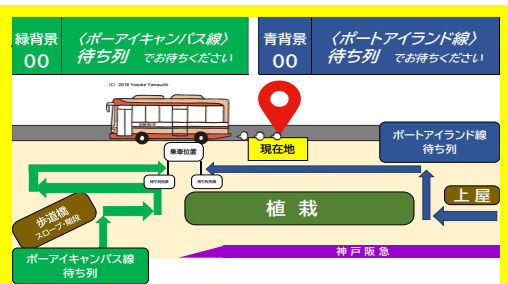 緑背景
00
〈ポーアイキャンパス線〉
待ち列 でお待ちください
青背景
00
〈ポートアイランド線〉
待ち列 でお待ちください
(C) 2018 Yosuke Yamauchi
乗車位置
現在地
ポートアイランド線
待ち列
歩道橋
スロープ・階段
植栽
上屋
神戸阪急
ポーアイキャンパス線
待ち列